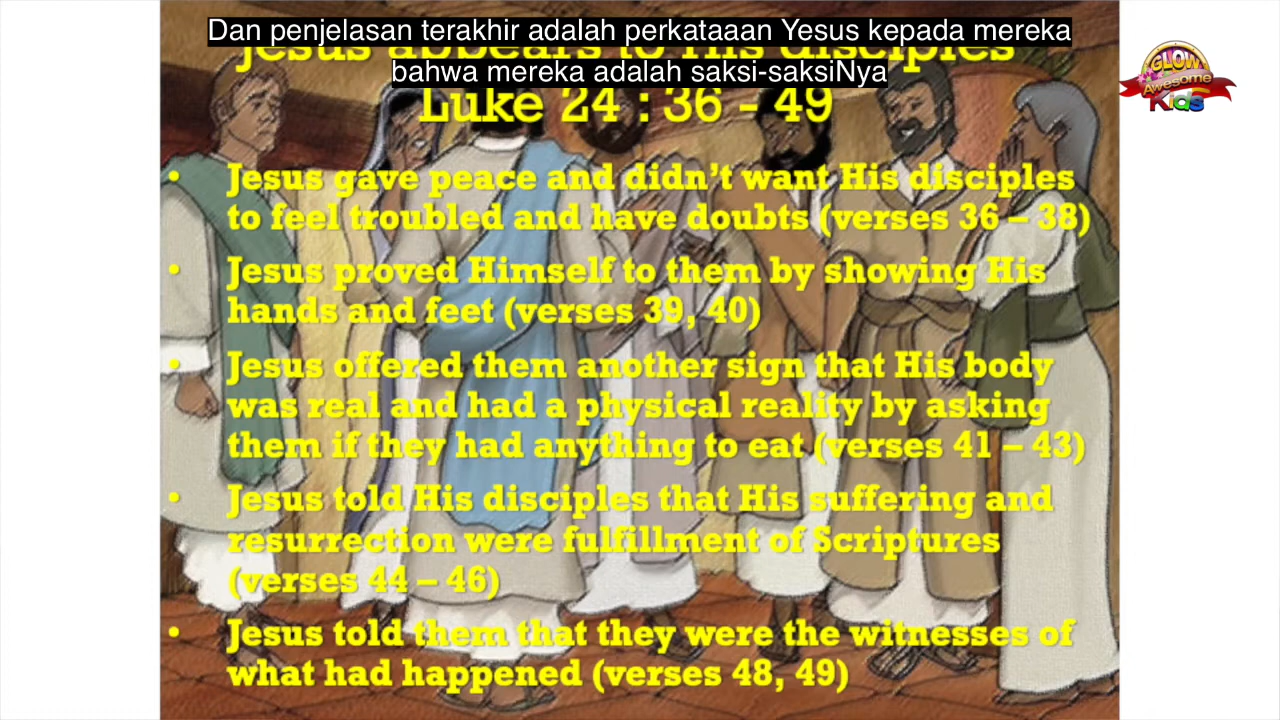 Dan penjelasan terakhir adalah perkataaan Yesus kepada mereka
bahwa mereka adalah saksi-saksiNya
Jesus appears to His disciples
Luke 24 : 36 - 49
• Jesus gave peace and didn't want His disciples
to feel troubled and have doubts (verses 36 – 38)
• Jesus proved Himself to them by showing His
hands and feet (verses 39, 40)
• Jesus offered them another sign that His body
was real and had a physical reality by asking
them if they had anything to eat (verses 41 – 43)
• Jesus told His disciples that His suffering and
resurrection were fulfillment of Scriptures
(verses 44 – 46)
• Jesus told them that they were the witnesses of
what had happened (verses 48, 49)
GLOW
Awesome
Kids